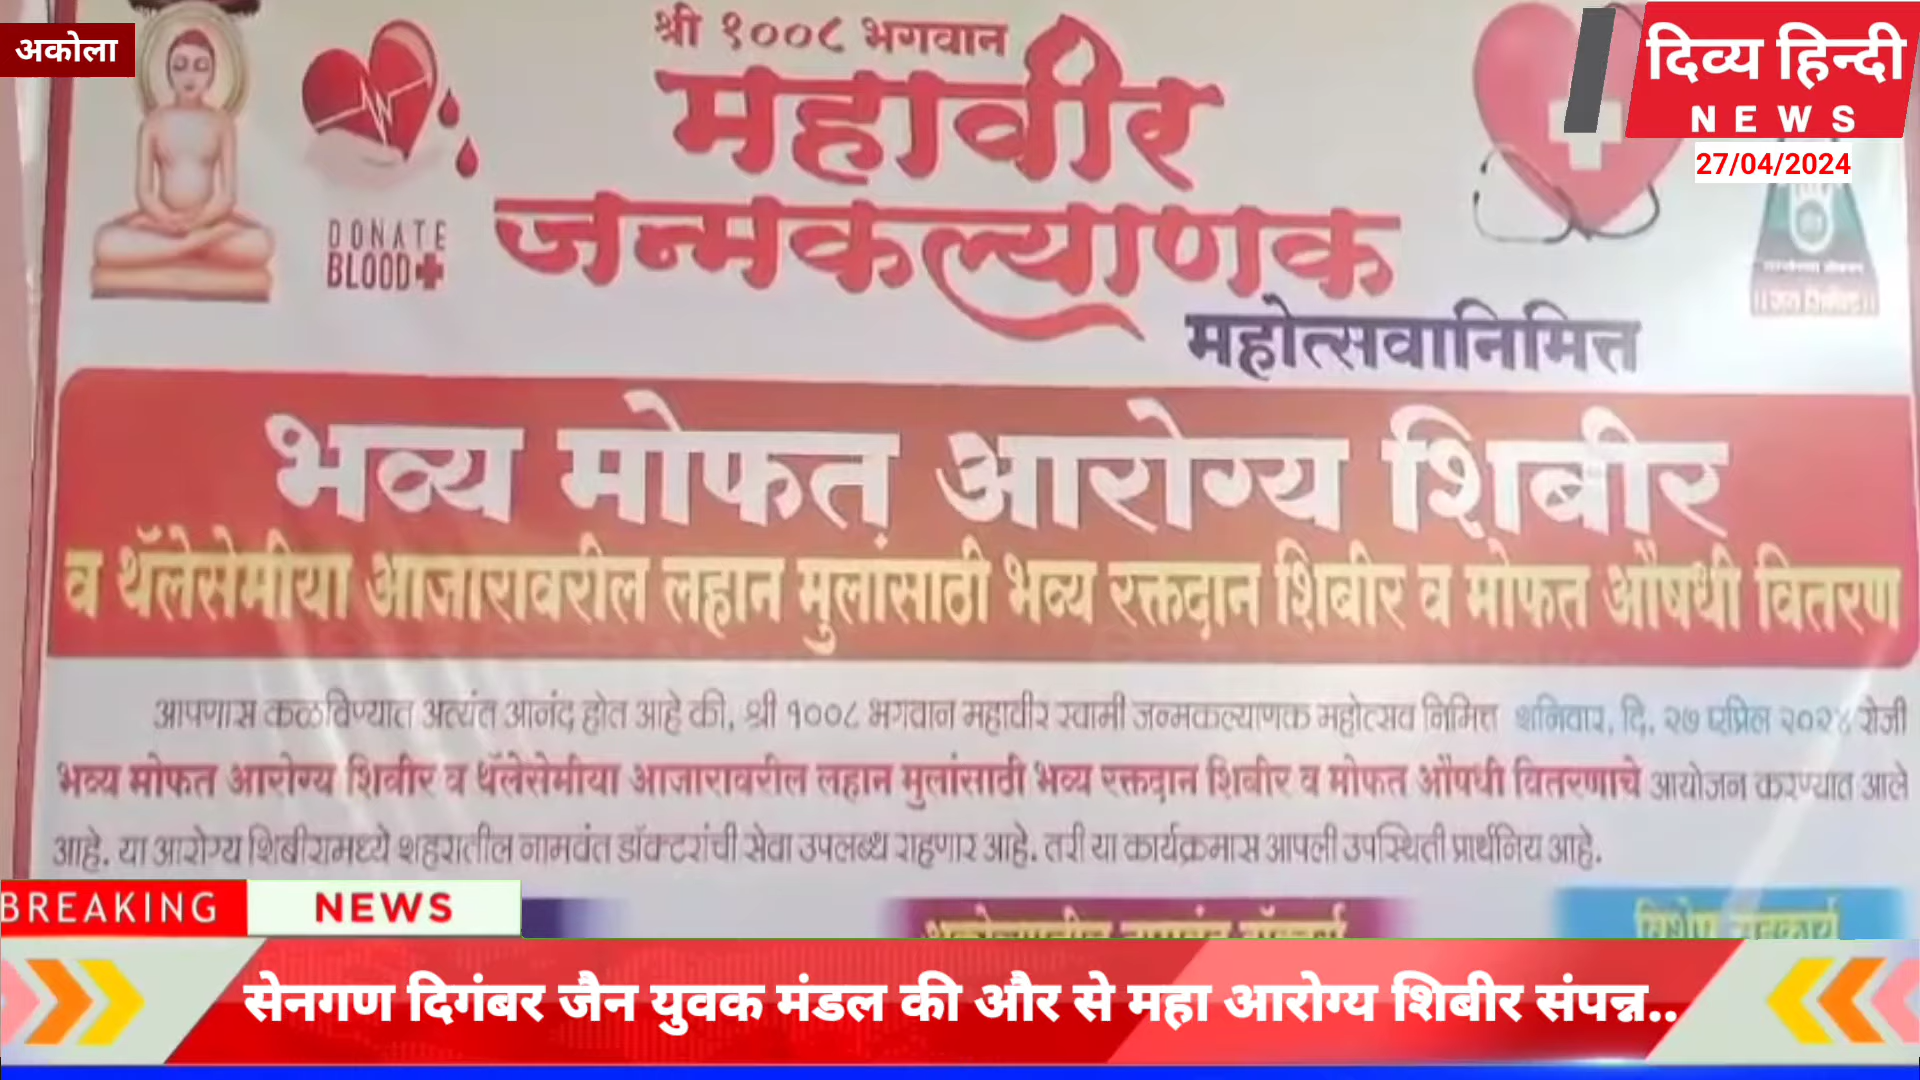 अकोला
श्री १००८ भगवान
महावीर
जन्मकल्याणक
महोत्सवानिमित्त
DONATE
BLOOD
दिव्य हिन्दी
NEWS
27/04/2024
भव्य मोफत आरोग्य शिबीर
व थॅलेसेमीया आजारावरील लहान मुलांसाठी भव्य रक्तदान शिबीर व मोफत औषधी वितरण
आपणास कळविण्यात अत्यंत आनंद होत आहे की, श्री १००८ भगवान महावीर स्वामी जन्मकल्याणक महोत्सव निमित्त शनिवार, दि. २७ एप्रिल २०२४ रोजी
भव्य मोफत आरोग्य शिबीर व थॅलेसेमीया आजारावरील लहान मुलांसाठी भव्य रक्तदान शिबीर व मोफत औषधी वितरणाचे आयोजन करण्यात आले
आहे. या आरोग्य शिबीरामध्ये शहरातील नामवंत डॉक्टरांची सेवा उपलब्ध राहणार आहे. तरी या कार्यक्रमास आपली उपस्थिती प्रार्थनिय आहे.
BREAKING NEWS
सेनगण दिगंबर जैन युवक मंडल की और से महा आरोग्य शिबीर संपन्न..